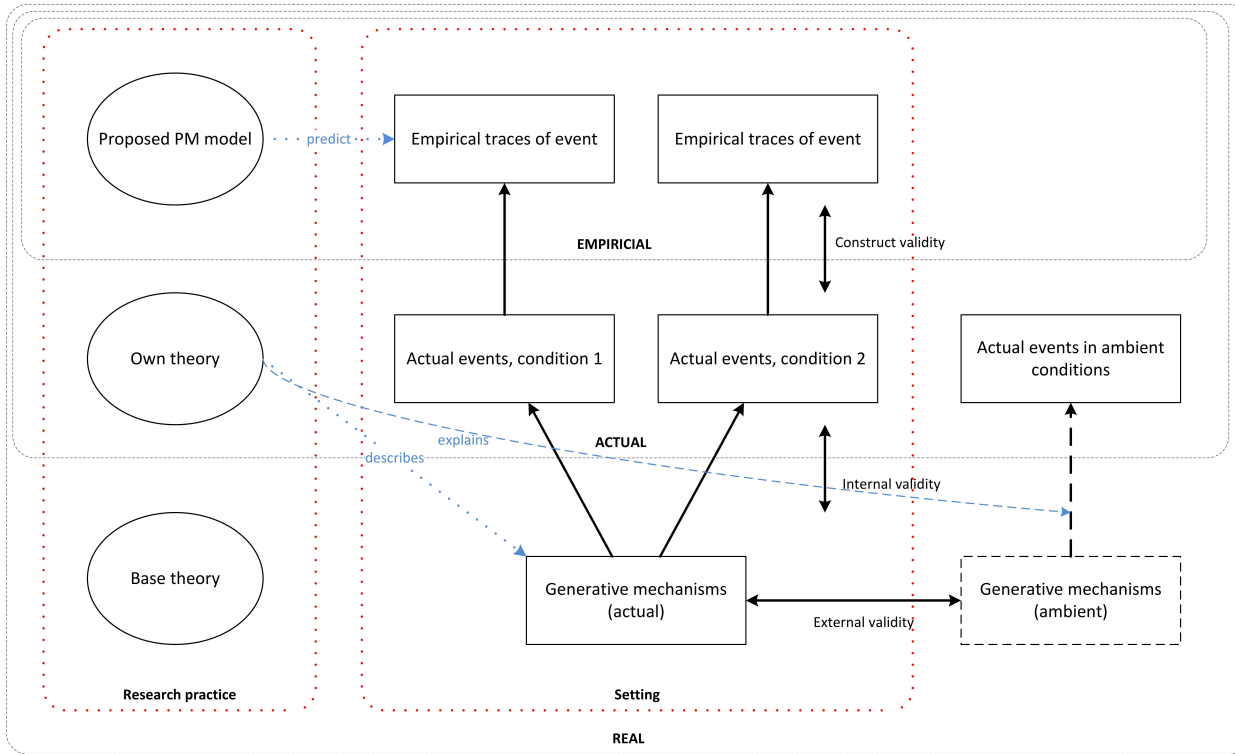 Proposed PM model
predict
Empirical traces of event
Empirical traces of event
EMPIRICIAL
Construct validity
Own theory
Actual events, condition 1
Actual events, condition 2
Actual events in ambient
conditions
explains
ACTUAL
describes
Internal validity
Base theory
Generative mechanisms
(actual)
External validity
Generative mechanisms
(ambient)
Research practice
Setting
REAL